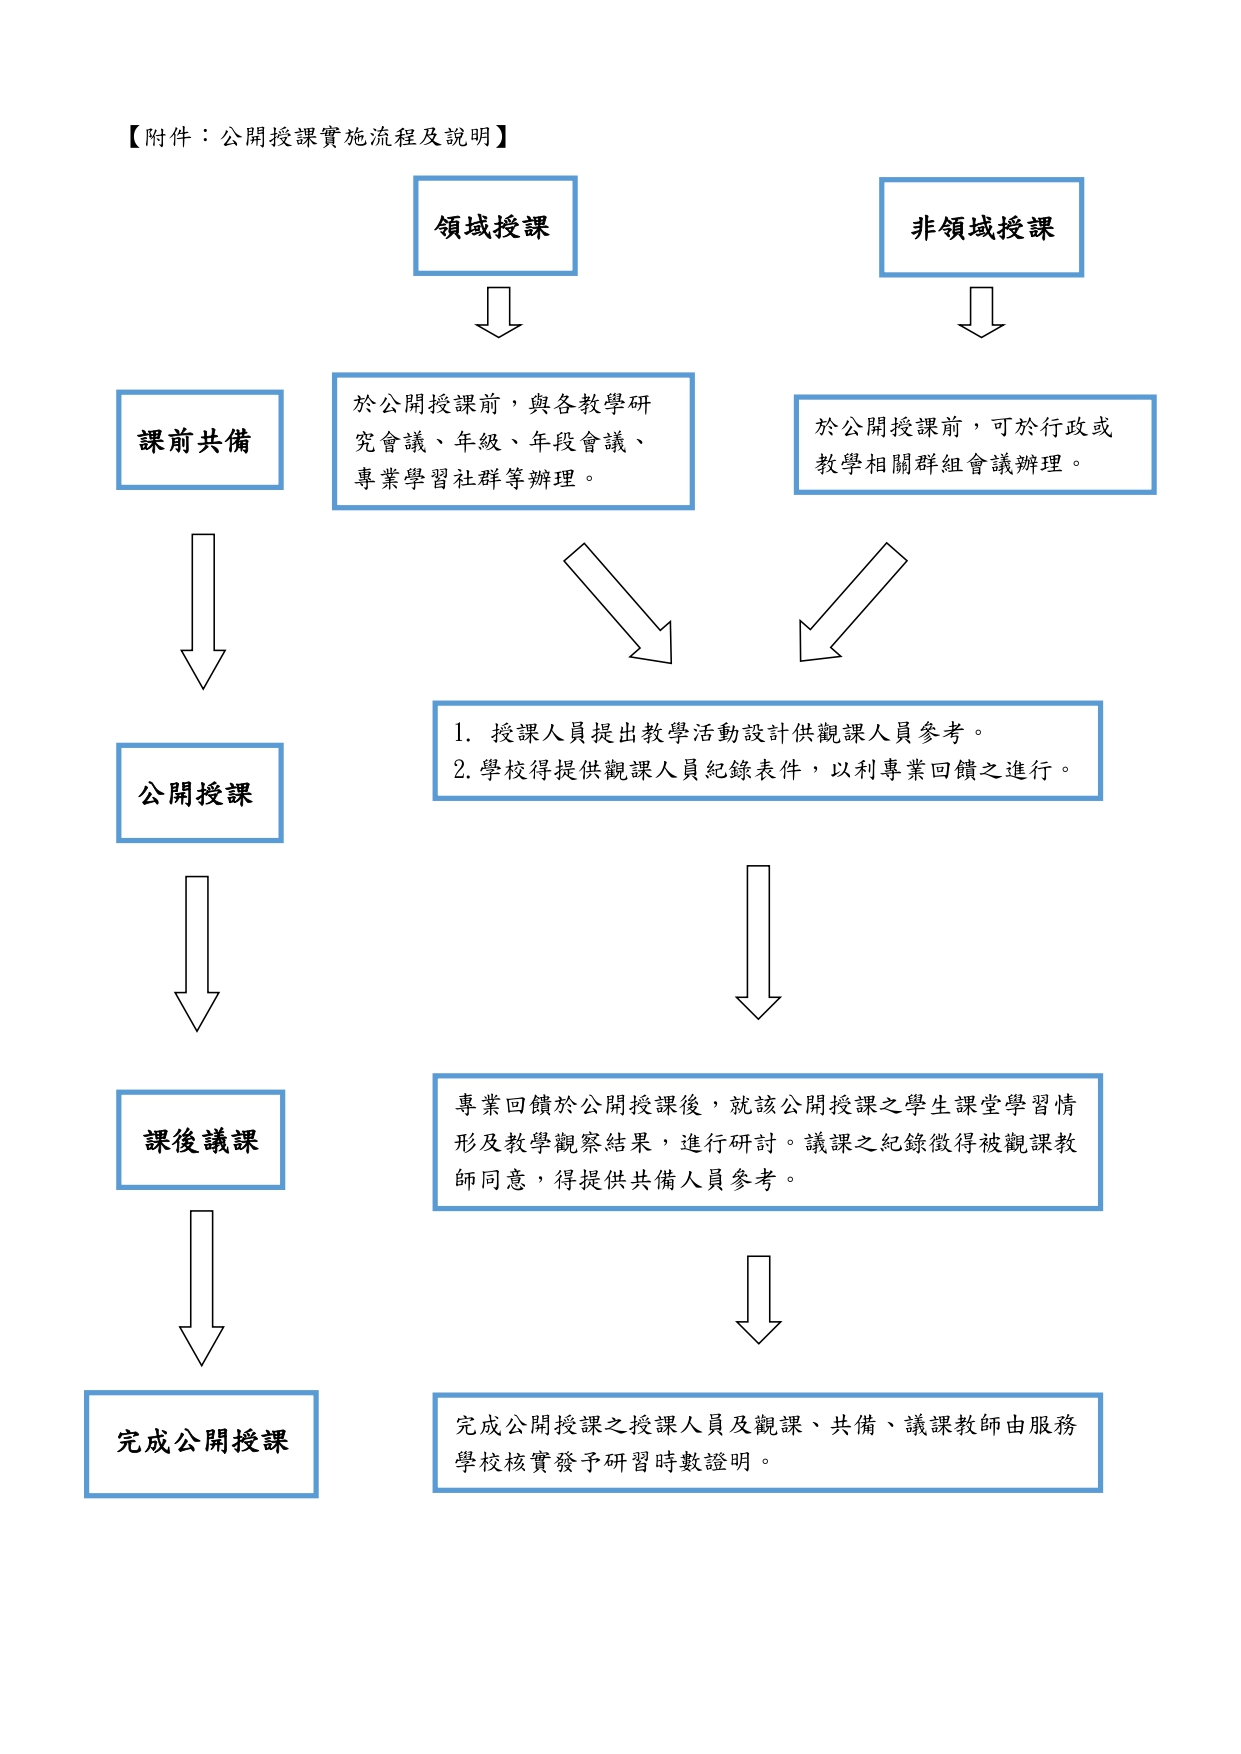 【附件：公開授課實施流程及說明】
領域授課
非領域授課
課前共備
於公開授課前，與各教學研
究會議、年級、年段會議、
專業學習社群等辦理。
於公開授課前，可於行政或
教學相關群組會議辦理。
公開授課
1. 授課人員提出教學活動設計供觀課人員參考。
2. 學校得提供觀課人員紀錄表件，以利專業回饋之進行。
課後議課
專業回饋於公開授課後，就該公開授課之學生課堂學習情
形及教學觀察結果，進行研討。議課之紀錄徵得被觀課教
師同意，得提供共備人員參考。
完成公開授課
完成公開授課之授課人員及觀課、共備、議課教師由服務
學校核實發予研習時數證明。